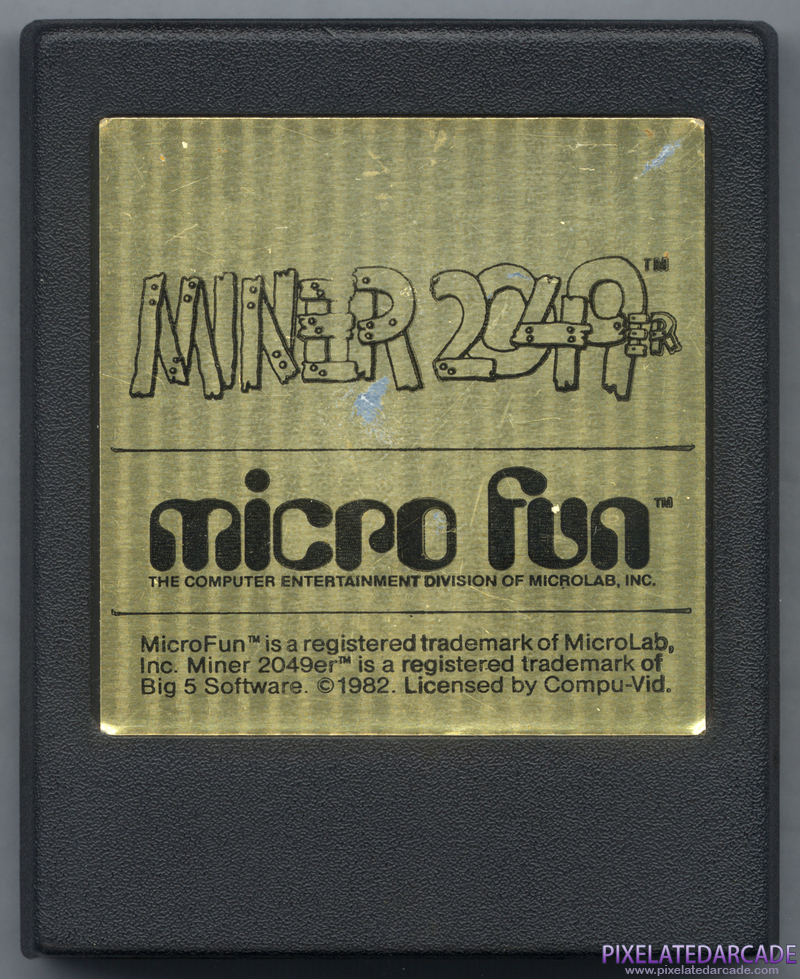 MINER 2049ER™
micro fun™
THE COMPUTER ENTERTAINMENT DIVISION OF MICROLAB, INC.
MicroFun™ is a registered trademark of MicroLab,
Inc. Miner 2049er™ is a registered trademark of
Big 5 Software. ©1982. Licensed by Compu-Vid.
PIXELATEDARCADE
www.pixelatedarcade.com